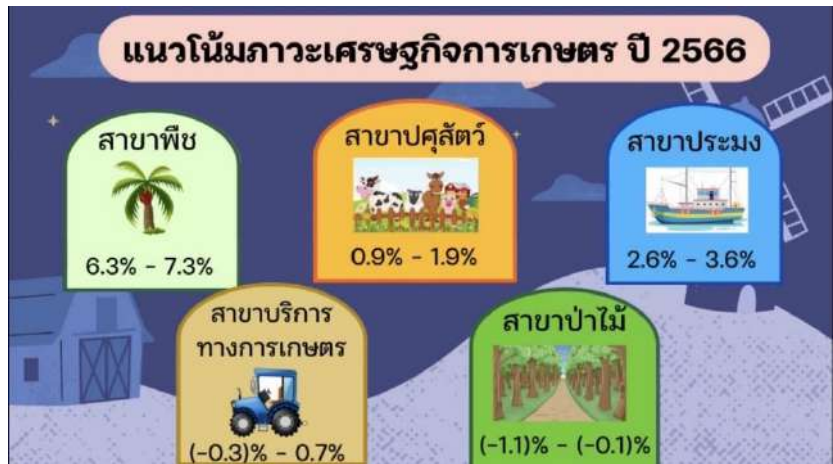 แนวโน้มภาวะเศรษฐกิจการเกษตร ปี 2566
สาขาพืช
6.3% - 7.3%
สาขาปศุสัตว์
0.9% - 1.9%
สาขาประมง
2.6% - 3.6%
สาขาบริการ
ทางการเกษตร
(-0.3)% - 0.7%
สาขาป่าไม้
(-1.1)% - (-0.1)%